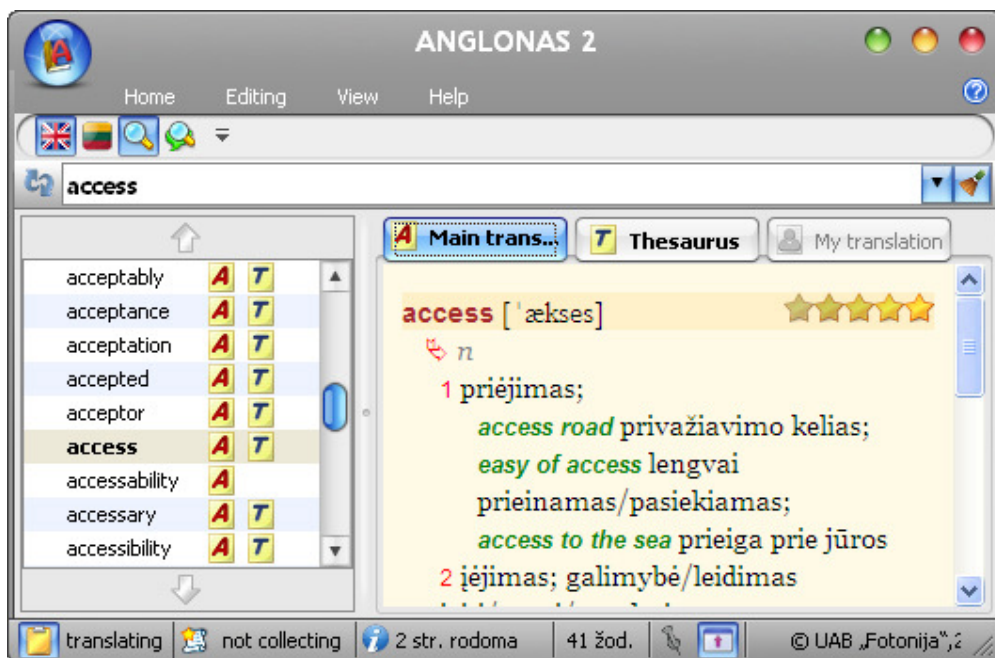 ANGLONAS 2
Home Editing View Help
access
acceptably A T
acceptance A T
acceptation A T
accepted A T
acceptor A T
access A T
accessability A
accessary A T
accessibility A T
A Main trans... T Thesaurus My translation
access [ˈækses]
n
1 priėjimas;
access road privažiavimo kelias;
easy of access lengvai
prieinamas/pasiekiamas;
access to the sea prieiga prie jūros
2 įėjimas; galimybė/leidimas
translating not collecting 2 str. rodoma 41 žod. © UAB „Fotonija“,